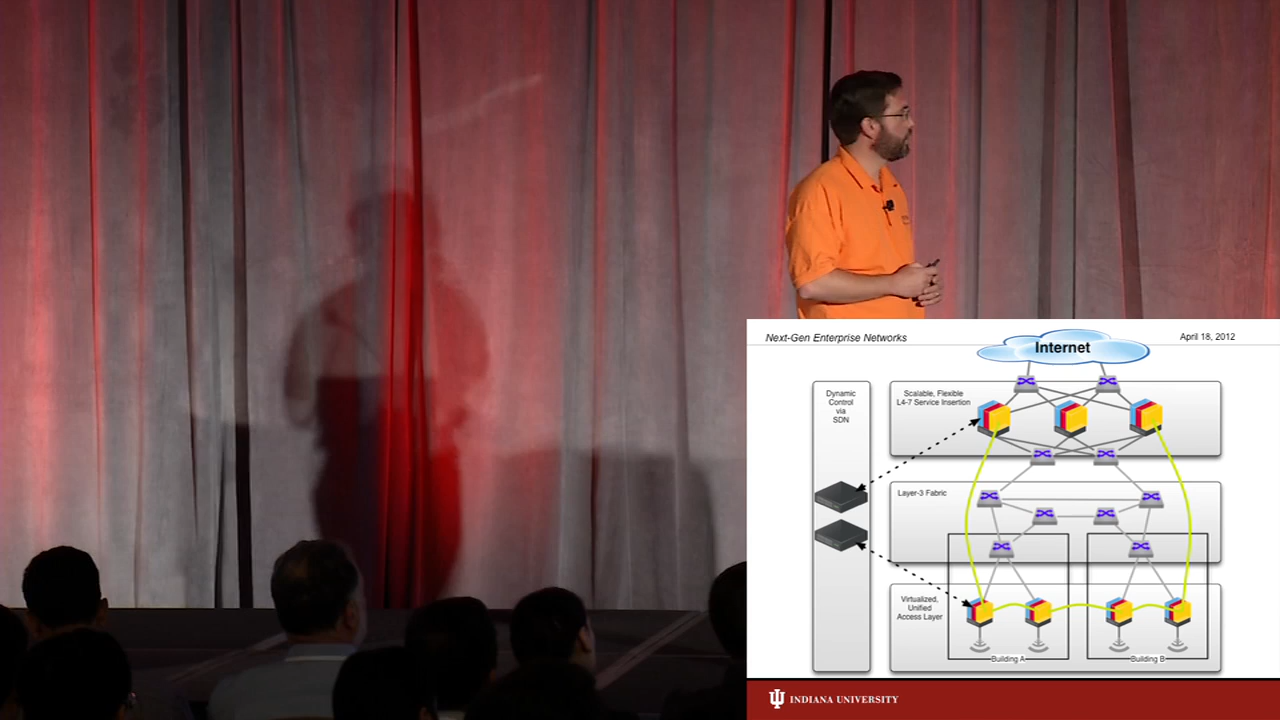 Next-Gen Enterprise Networks
April 18, 2012
Internet
Dynamic
Control
via
SDN
Scalable, Flexible
L4-7 Service Insertion
Layer-3 Fabric
Virtualized,
Unified
Access Layer
Building A
Building B
INDIANA UNIVERSITY